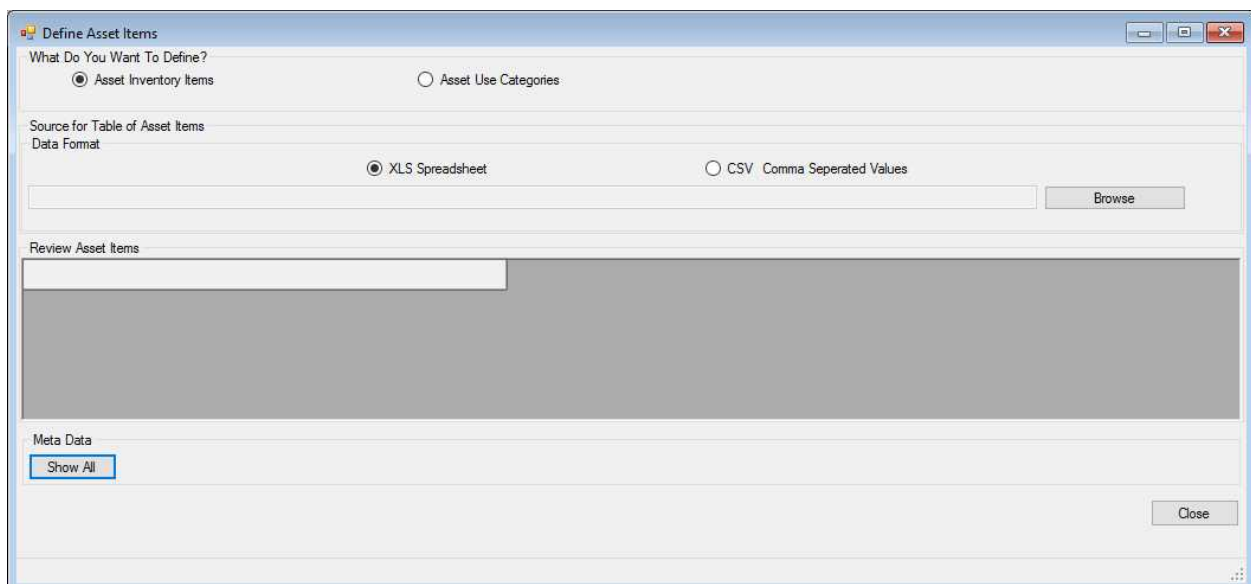 Define Asset Items
What Do You Want To Define?
Asset Inventory Items Asset Use Categories
Source for Table of Asset Items
Data Format
XLS Spreadsheet CSV Comma Seperated Values
Browse
Review Asset Items
Meta Data
Show All
Close